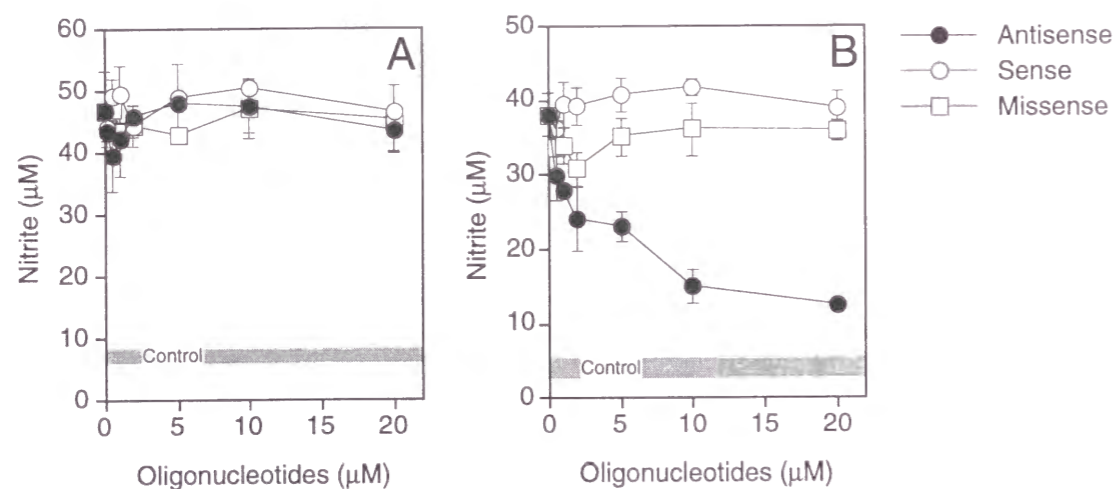 A
Nitrite (µM)
60
50
40
30
20
10
0
Control
0 5 10 15 20
Oligonucleotides (µM)
B
Nitrite (µM)
50
40
30
20
10
0
Control
0 5 10 15 20
Oligonucleotides (µM)
Antisense
Sense
Missense